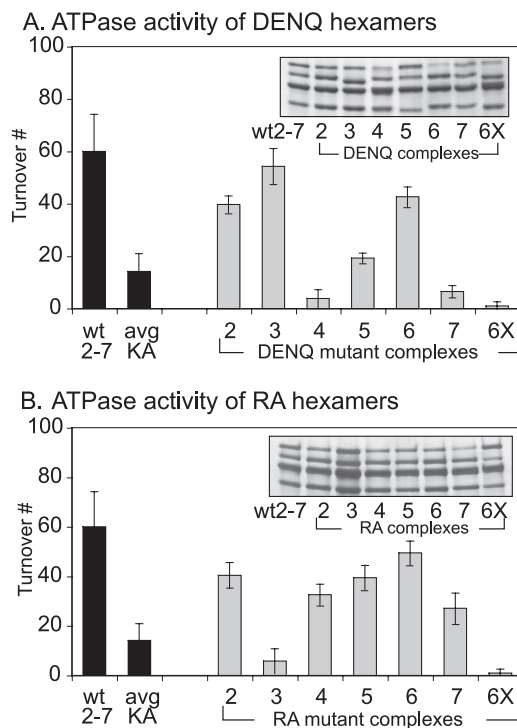 A. ATPase activity of DENQ hexamers
100
80
60
40
20
0
Turnover #
wt2-7 2 3 4 5 6 7 6X
DENQ complexes
wt
2-7
avg
KA
2 3 4 5 6 7 6X
DENQ mutant complexes
B. ATPase activity of RA hexamers
100
80
60
40
20
0
Turnover #
wt2-7 2 3 4 5 6 7 6X
RA complexes
wt
2-7
avg
KA
2 3 4 5 6 7 6X
RA mutant complexes